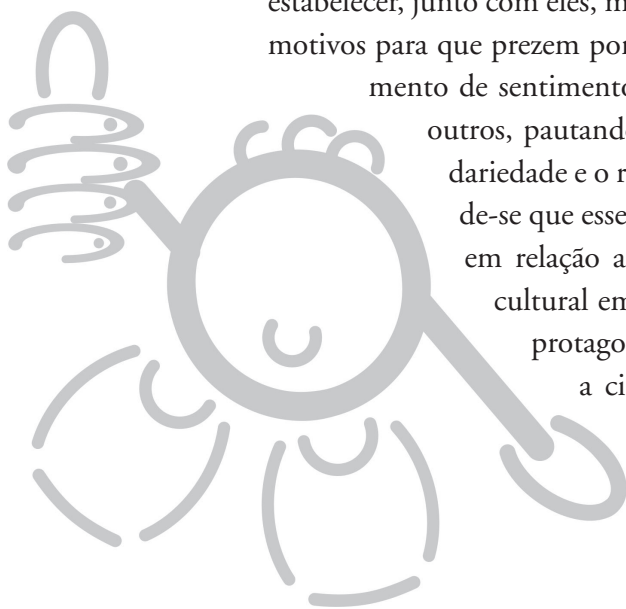 estabelecer, junto com eles, m
motivos para que prezem por
mento de sentimento
outros, pautand
dariedade e o r
de-se que esse
em relação a
cultural em
protago
a ci